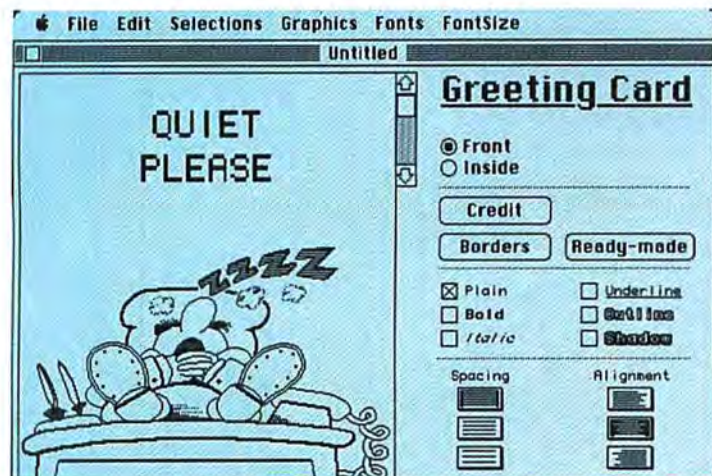 File Edit Selections Graphics Fonts FontSize
Untitled
QUIET
PLEASE
ZZZZ
Greeting Card
Front
Inside
Credit
Borders Ready-made
Plain Underline
Bold Outline
Italic Shadow
Spacing Alignment